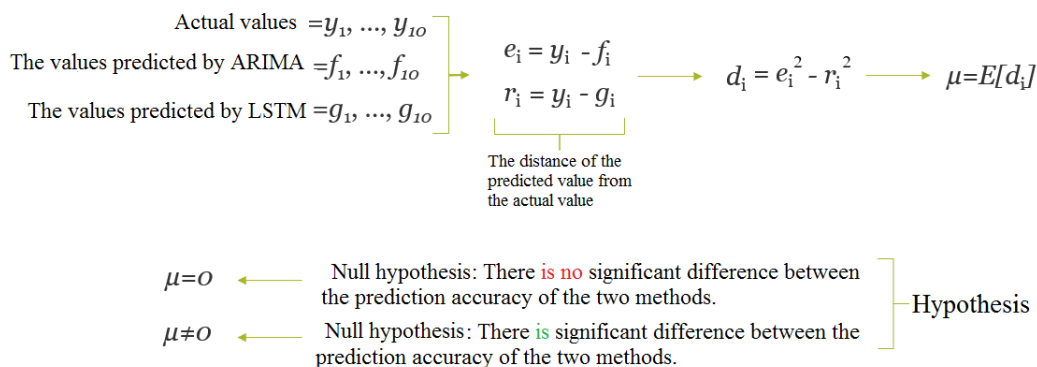 Actual values =y₁, ..., y₁₀
The values predicted by ARIMA =f₁, ...,f₁₀
The values predicted by LSTM =g₁, ..., g₁₀
eᵢ = yᵢ -fᵢ
rᵢ = yᵢ - gᵢ
The distance of the
predicted value from
the actual value
dᵢ = eᵢ² - rᵢ²
μ=E[dᵢ]
μ=0
Null hypothesis: There is no significant difference between
the prediction accuracy of the two methods.
μ≠0
Null hypothesis: There is significant difference between the
prediction accuracy of the two methods.
Hypothesis